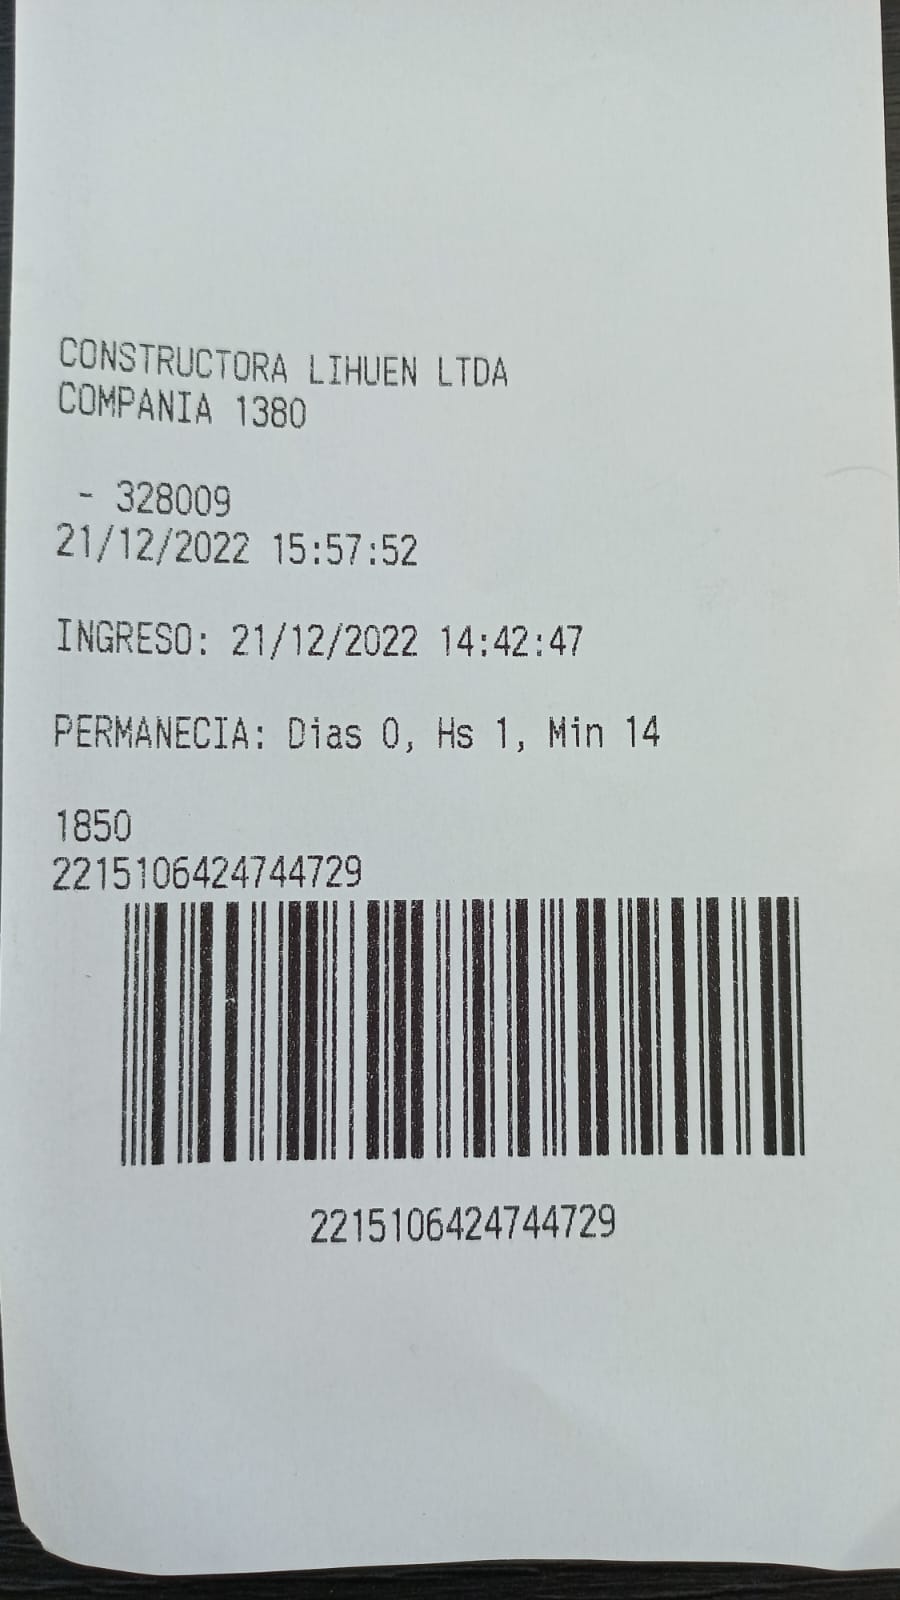 CONSTRUCTORA LIHUEN LTDA
COMPANIA 1380
- 328009
21/12/2022 15:57:52
INGRESO: 21/12/2022 14:42:47
PERMANECIA: Dias 0, Hs 1, Min 14
1850
2215106424744729
2215106424744729